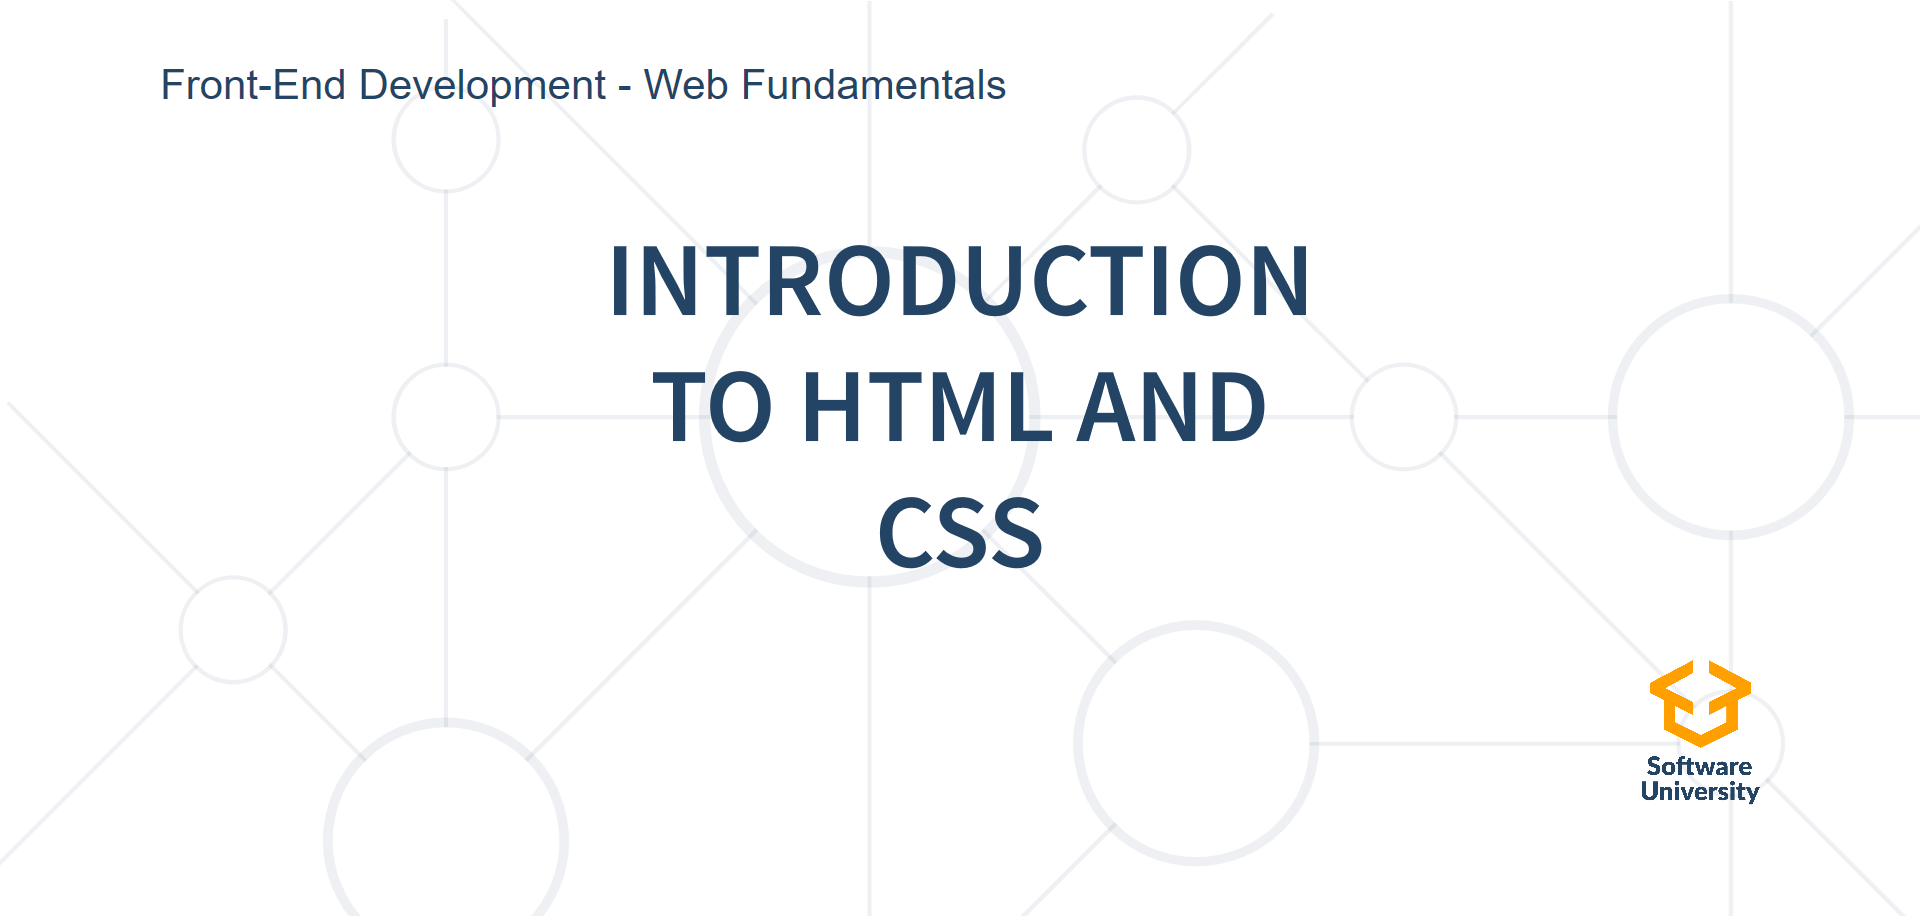 Front-End Development - Web Fundamentals
INTRODUCTION
TO HTML AND
CSS
Software
University